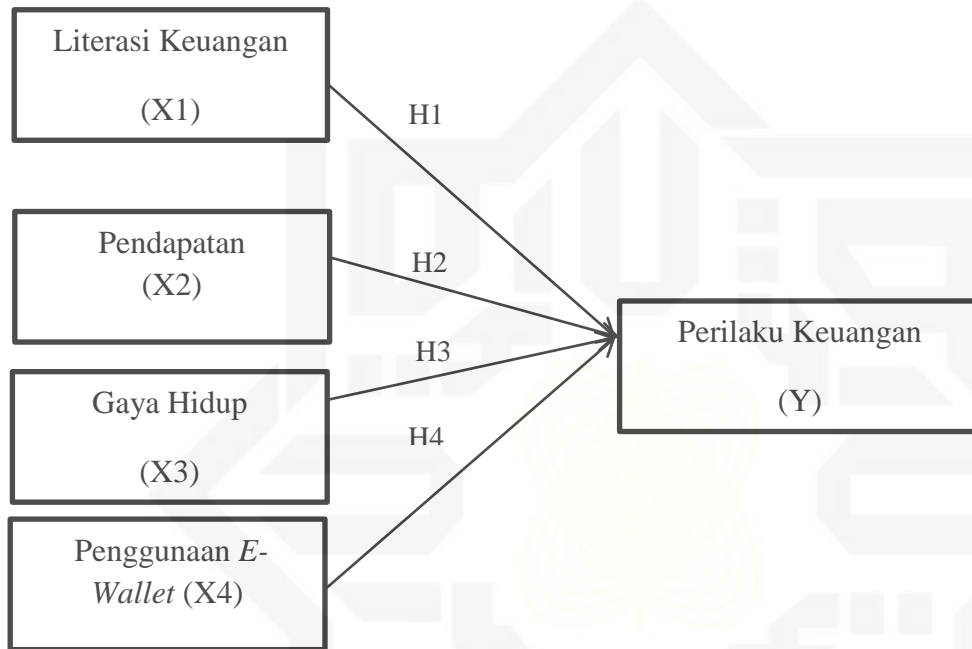 Literasi Keuangan
(X1)
H1
Pendapatan
(X2)
H2
Gaya Hidup
(X3)
H3
Penggunaan E-
Wallet (X4)
H4
Perilaku Keuangan
(Y)